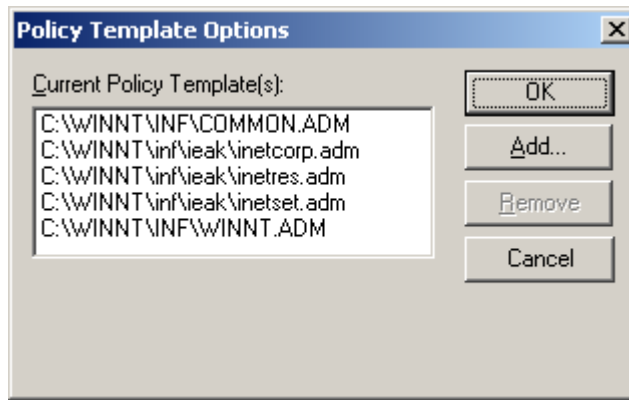 Policy Template Options
Current Policy Template(s):
C:\WINNT\INF\COMMON.ADM
C:\WINNT\inf\ieak\inetcorp.adm
C:\WINNT\inf\ieak\inetres.adm
C:\WINNT\inf\ieak\inetset.adm
C:\WINNT\INF\WINNT.ADM
OK
Add...
Remove
Cancel